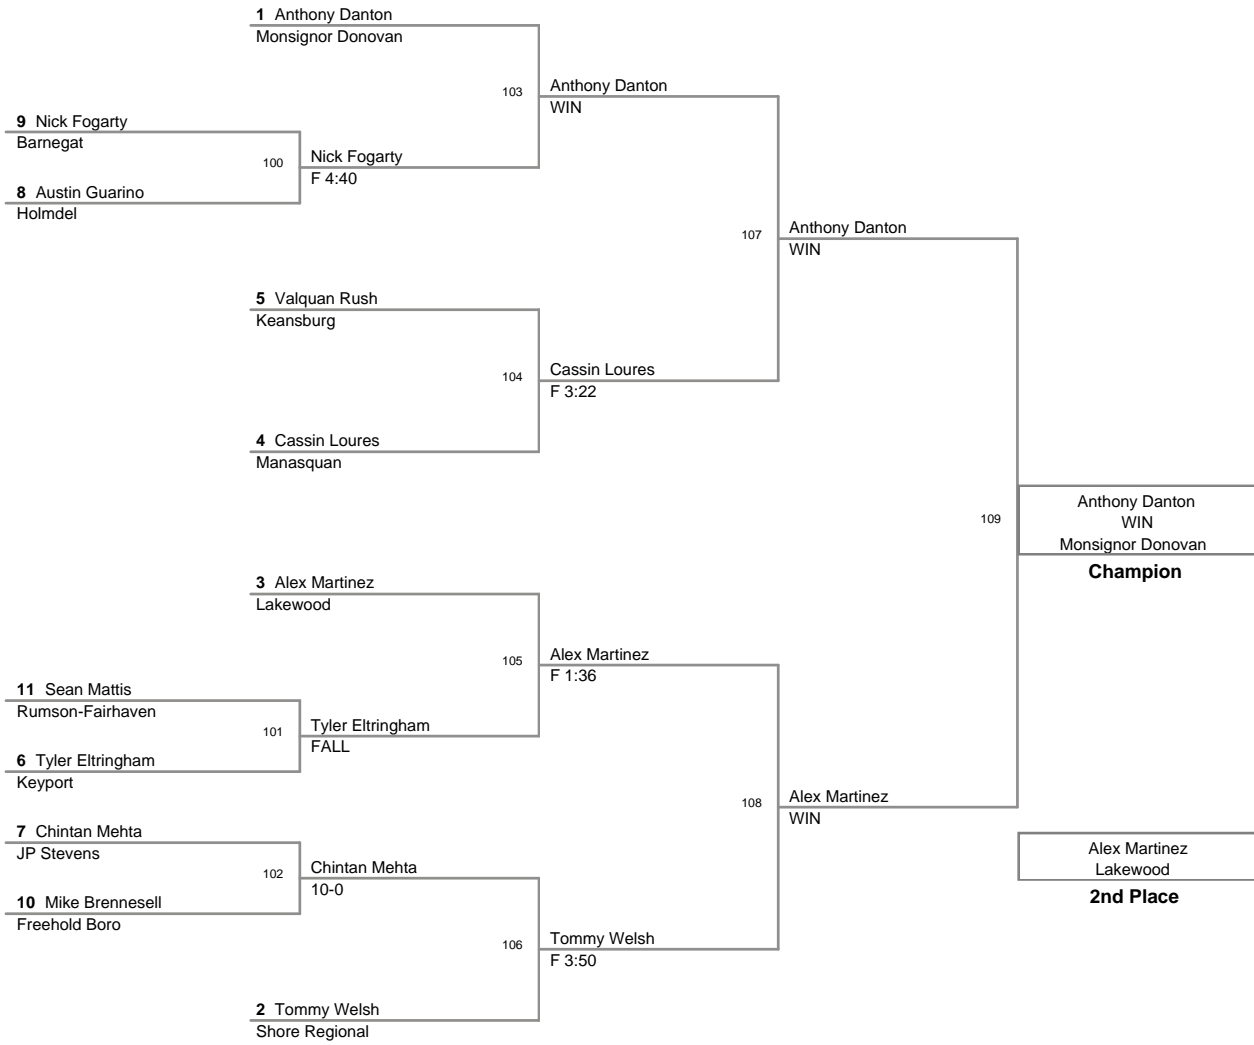 1 Anthony Danton
Monsignor Donovan
103
Anthony Danton
WIN
9 Nick Fogarty
Barnegat
100
Nick Fogarty
F 4:40
8 Austin Guarino
Holmdel
107
Anthony Danton
WIN
5 Valquan Rush
Keansburg
104
Cassin Loures
F 3:22
4 Cassin Loures
Manasquan
109
Anthony Danton
WIN
Monsignor Donovan
Champion
3 Alex Martinez
Lakewood
105
Alex Martinez
F 1:36
11 Sean Mattis
Rumson-Fairhaven
101
Tyler Eltringham
FALL
6 Tyler Eltringham
Keyport
108
Alex Martinez
WIN
7 Chintan Mehta
JP Stevens
102
Chintan Mehta
10-0
10 Mike Brennesell
Freehold Boro
106
Tommy Welsh
F 3:50
2 Tommy Welsh
Shore Regional
Alex Martinez
Lakewood
2nd Place